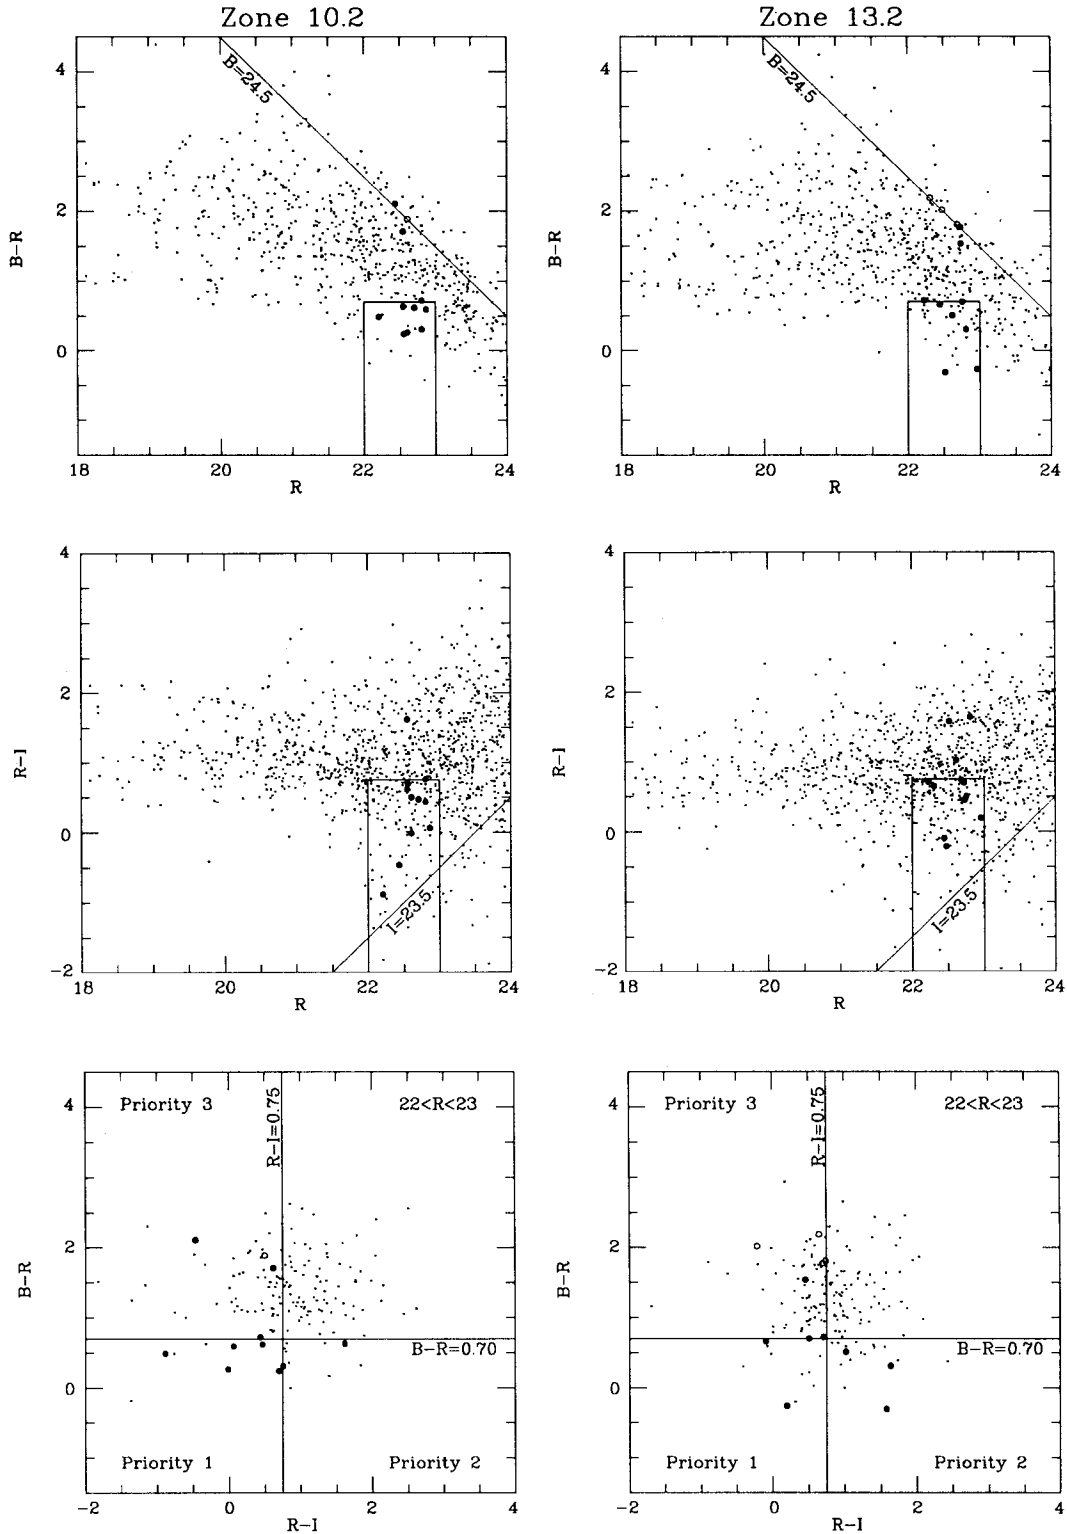 Zone 10.2
Zone 13.2
4
2
0
B-R
B=24.5
18
20
22
24
R
4
2
0
B-R
B=24.5
18
20
22
24
R
4
2
0
-2
R-I
I=23.5
18
20
22
24
R
4
2
0
-2
R-I
I=23.5
18
20
22
24
R
4
2
0
B-R
Priority 3
R-I=0.75
22<R<23
B-R=0.70
Priority 1
Priority 2
-2
0
2
4
R-I
4
2
0
B-R
Priority 3
R-I=0.75
22<R<23
B-R=0.70
Priority 1
Priority 2
-2
0
2
4
R-I